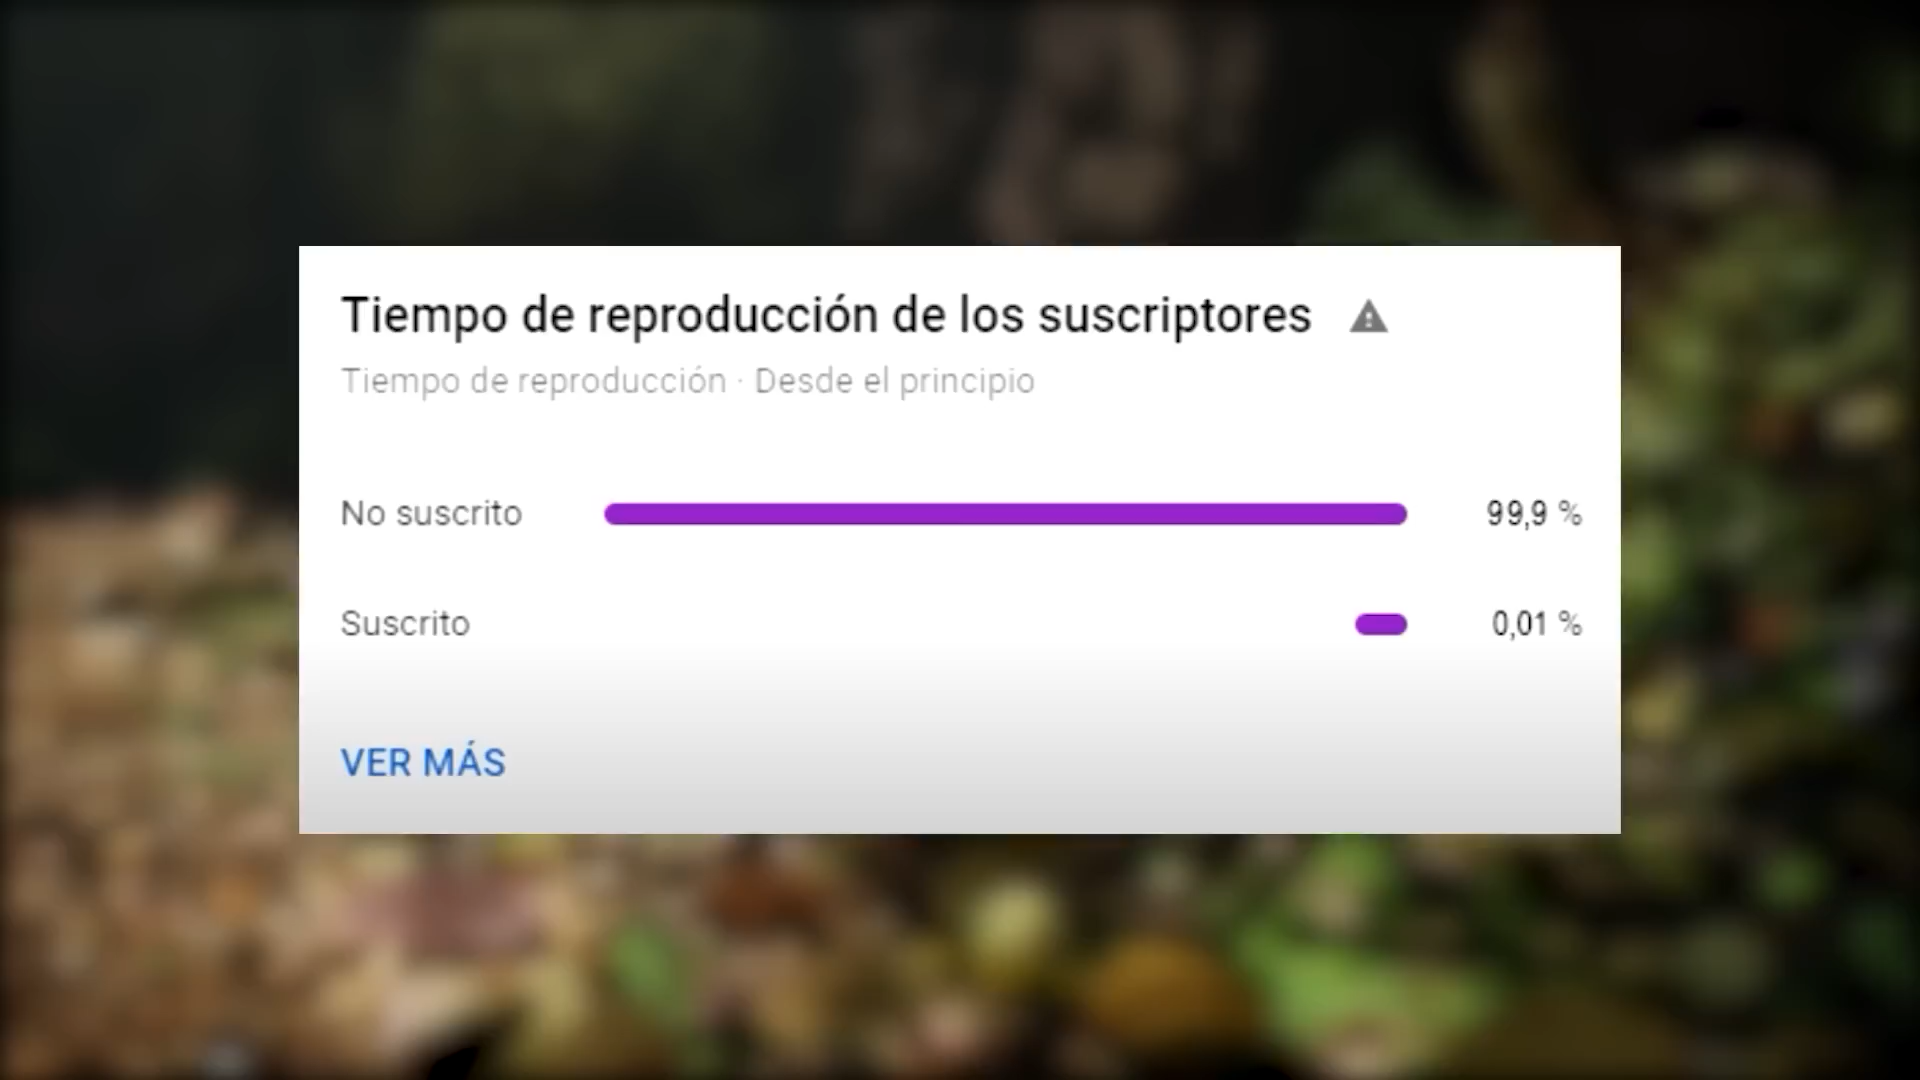 Tiempo de reproducción de los suscriptores
Tiempo de reproducción · Desde el principio
No suscrito 99,9 %
Suscrito 0,01 %
VER MÁS